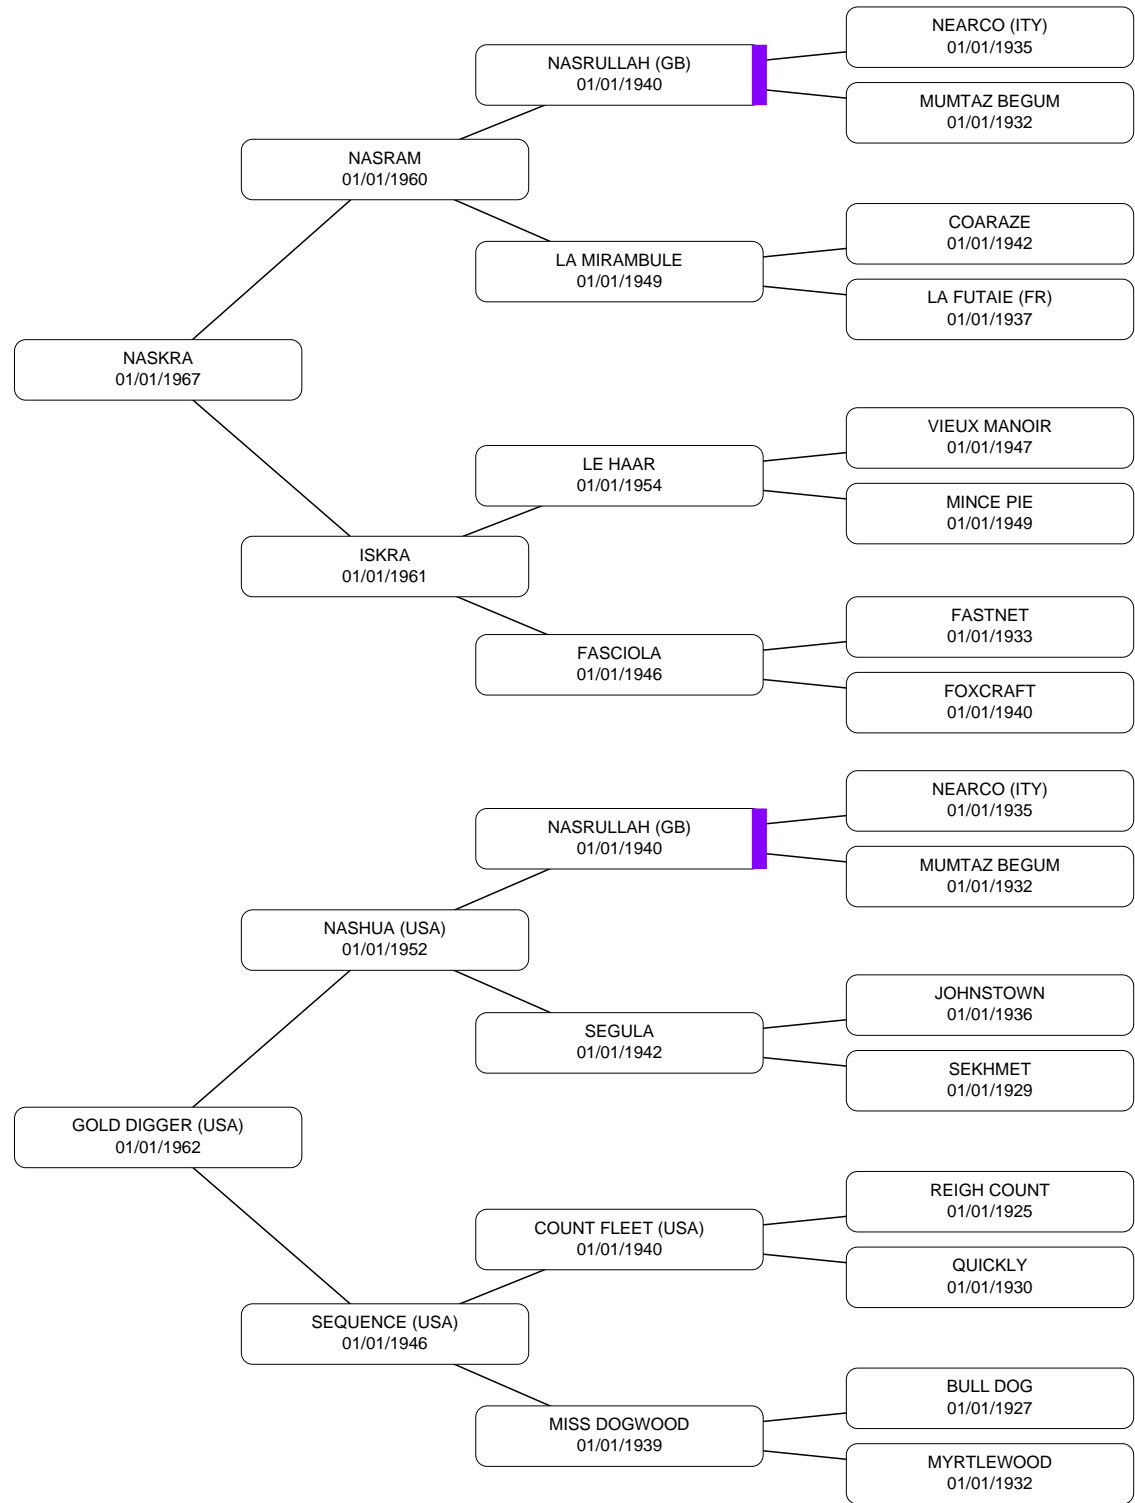 NEARCO (ITY)
01/01/1935
NASRULLAH (GB)
01/01/1940
MUMTAZ BEGUM
01/01/1932
NASRAM
01/01/1960
COARAZE
01/01/1942
LA MIRAMBULE
01/01/1949
LA FUTAIE (FR)
01/01/1937
NASKRA
01/01/1967
VIEUX MANOIR
01/01/1947
LE HAAR
01/01/1954
MINCE PIE
01/01/1949
ISKRA
01/01/1961
FASTNET
01/01/1933
FASCIOLA
01/01/1946
FOXCRAFT
01/01/1940
NEARCO (ITY)
01/01/1935
NASRULLAH (GB)
01/01/1940
MUMTAZ BEGUM
01/01/1932
NASHUA (USA)
01/01/1952
JOHNSTOWN
01/01/1936
SEGULA
01/01/1942
SEKHMET
01/01/1929
GOLD DIGGER (USA)
01/01/1962
REIGH COUNT
01/01/1925
COUNT FLEET (USA)
01/01/1940
QUICKLY
01/01/1930
SEQUENCE (USA)
01/01/1946
BULL DOG
01/01/1927
MISS DOGWOOD
01/01/1939
MYRTLEWOOD
01/01/1932